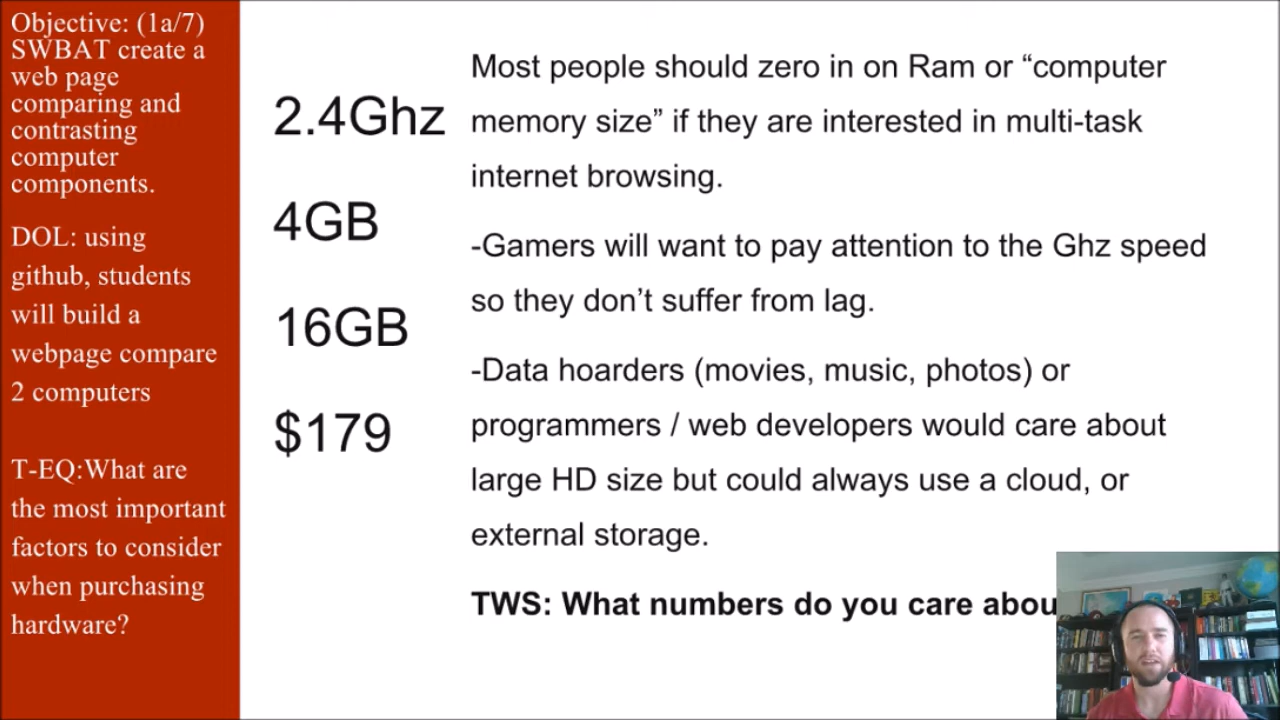 Objective: (1a/7)
SWBAT create a
web page
comparing and
contrasting
computer
components.
DOL: using
github, students
will build a
webpage compare
2 computers
T-EQ:What are
the most important
factors to consider
when purchasing
hardware?
2.4Ghz
4GB
16GB
$179
Most people should zero in on Ram or “computer
memory size” if they are interested in multi-task
internet browsing.
-Gamers will want to pay attention to the Ghz speed
so they don’t suffer from lag.
-Data hoarders (movies, music, photos) or
programmers / web developers would care about
large HD size but could always use a cloud, or
external storage.
TWS: What numbers do you care abou